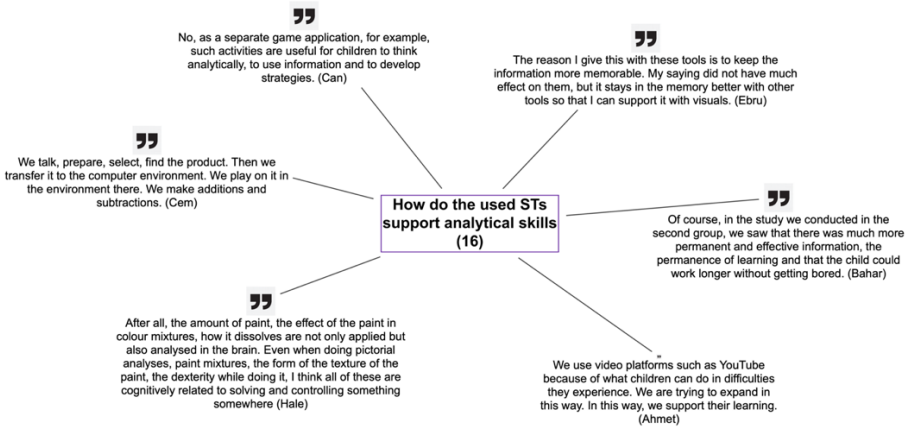 No, as a separate game application, for example,
such activities are useful for children to think
analytically, to use information and to develop
strategies. (Can)
The reason I give this with these tools is to keep the
information more memorable. My saying did not have much
effect on them, but it stays in the memory better with other
tools so that I can support it with visuals. (Ebru)
We talk, prepare, select, find the product. Then we
transfer it to the computer environment. We play on it in
the environment there. We make additions and
subtractions. (Cem)
How do the used STs
support analytical skills
(16)
Of course, in the study we conducted in the
second group, we saw that there was much more
permanent and effective information, the
permanence of learning and that the child could
work longer without getting bored. (Bahar)
After all, the amount of paint, the effect of the paint in
colour mixtures, how it dissolves are not only applied but
also analysed in the brain. Even when doing pictorial
analyses, paint mixtures, the form of the texture of the
paint, the dexterity while doing it, I think all of these are
cognitively related to solving and controlling something
somewhere (Hale)
We use video platforms such as YouTube
because of what children can do in difficulties
they experience. We are trying to expand in
this way. In this way, we support their learning.
(Ahmet)